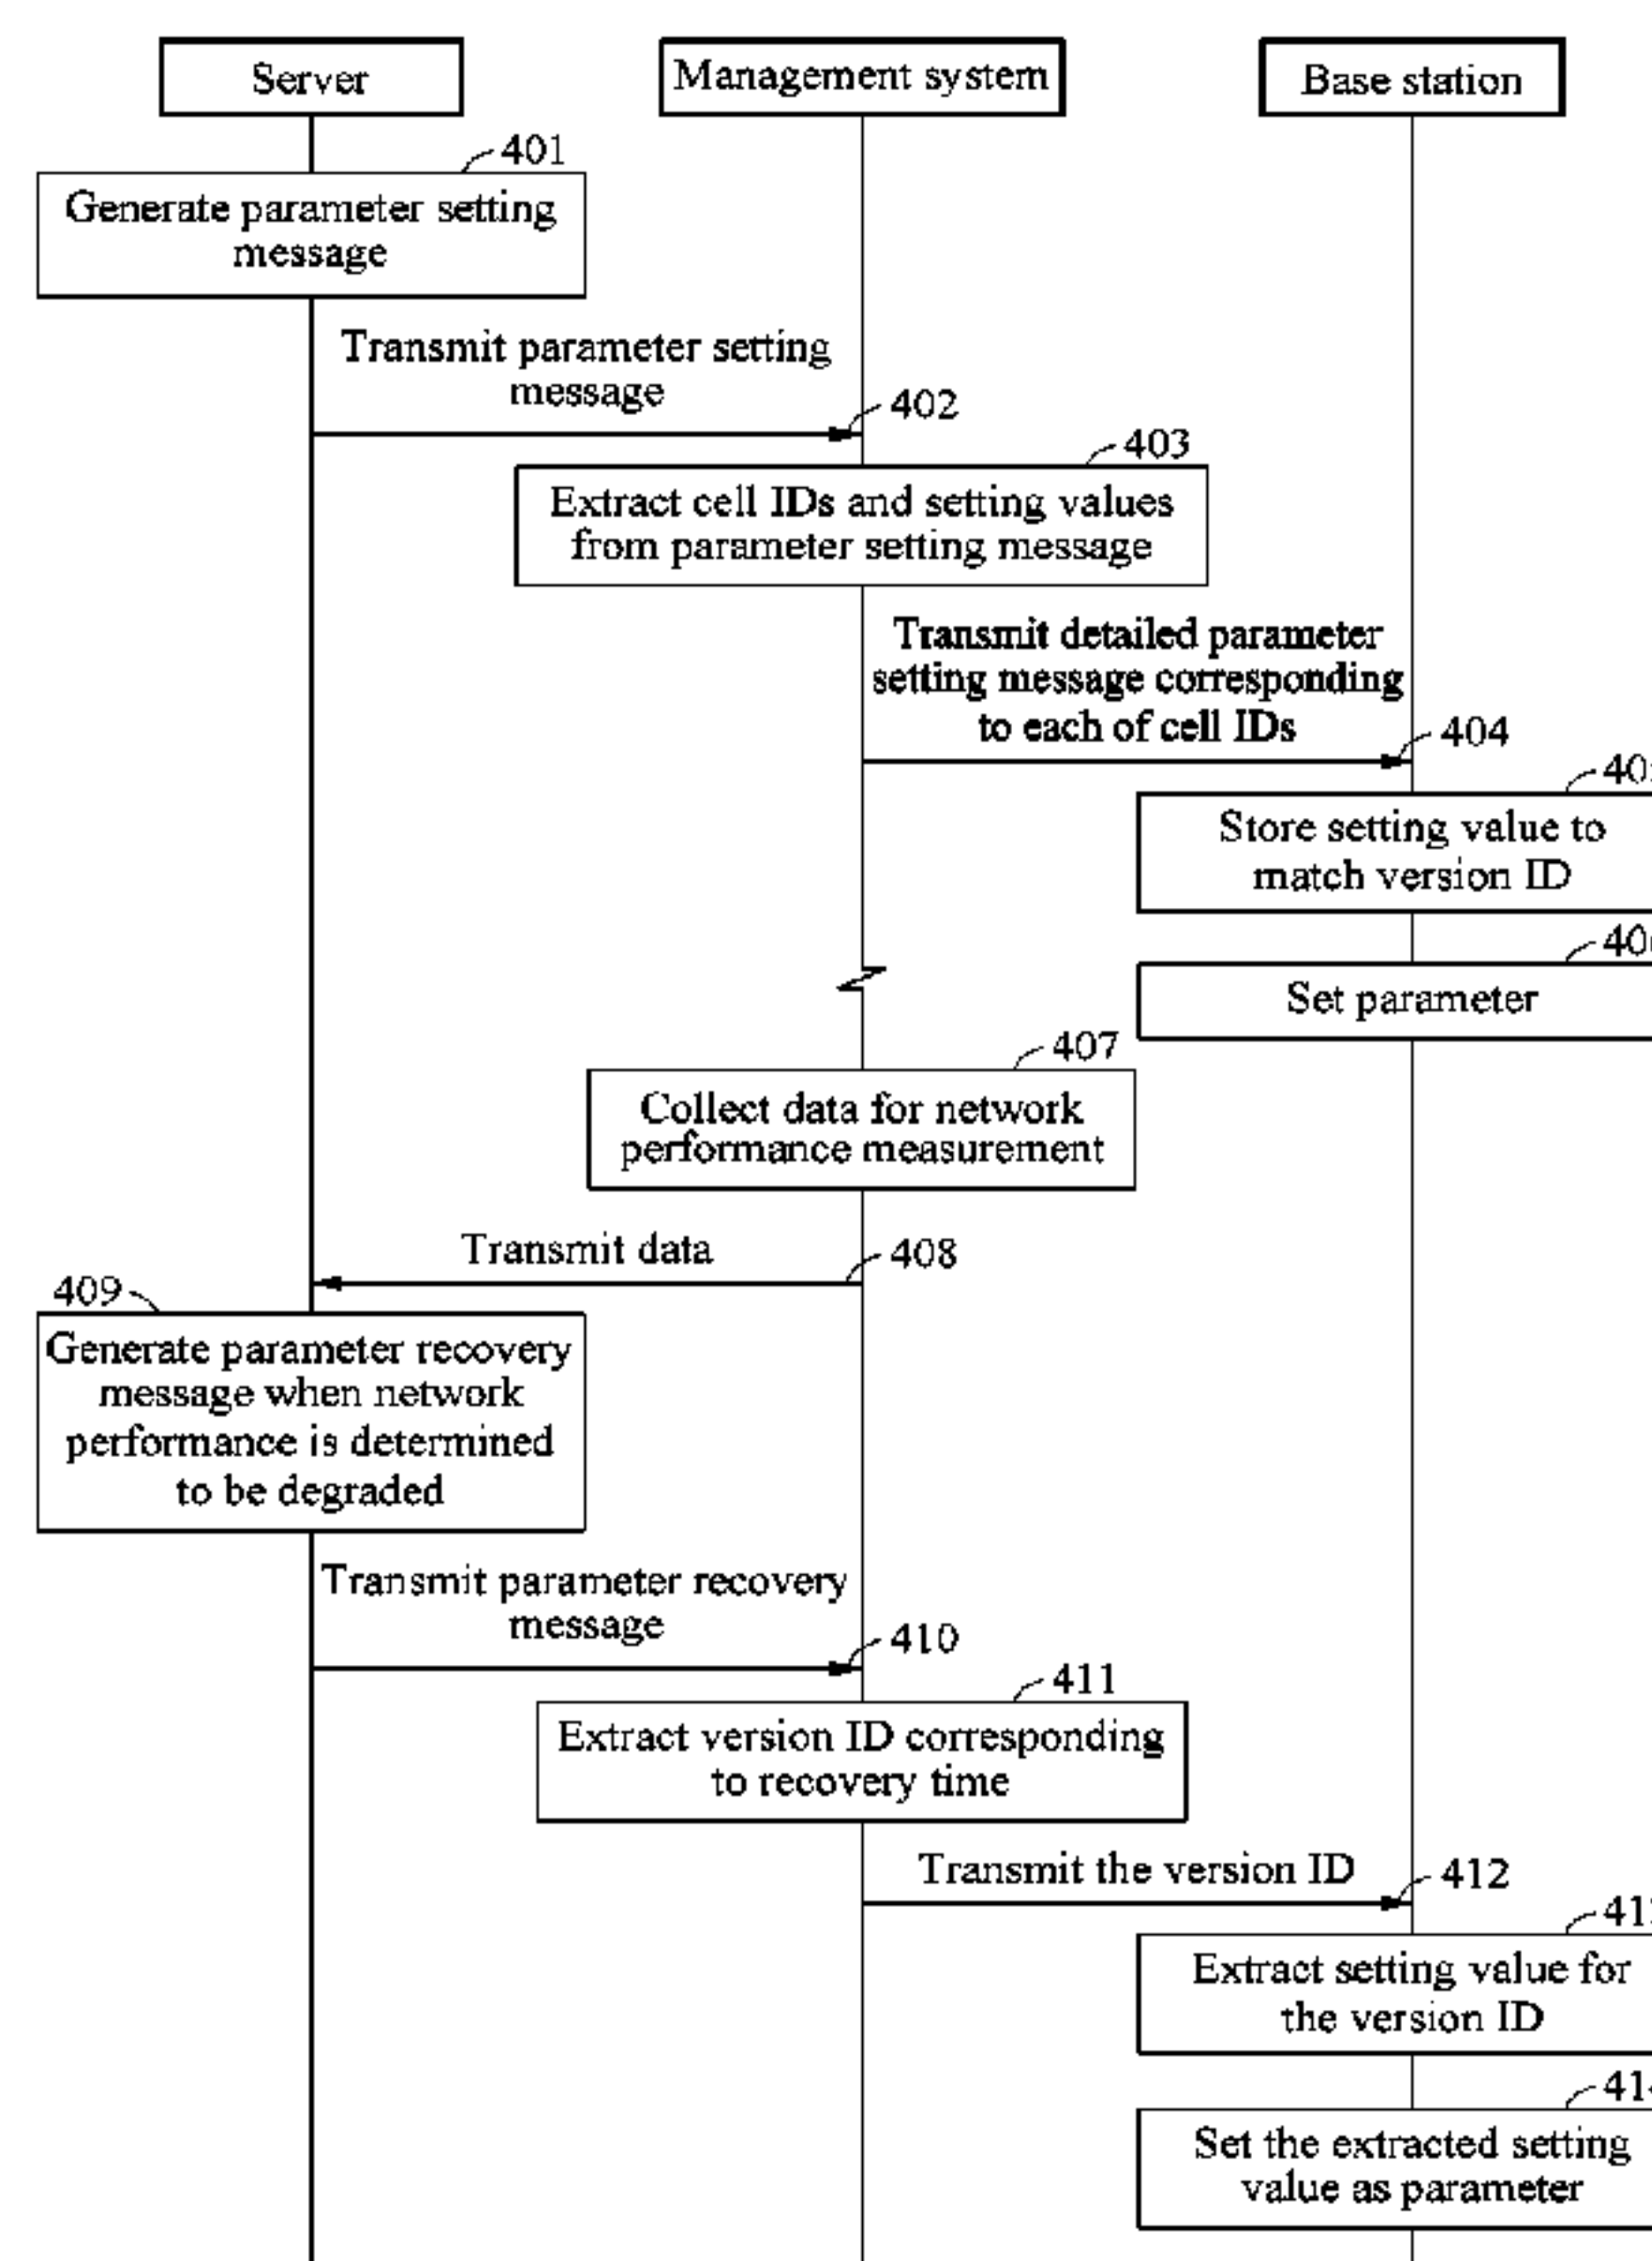 Server
Management system
Base station
401
Generate parameter setting
message
Transmit parameter setting
message
402
403
Extract cell IDs and setting values
from parameter setting message
Transmit detailed parameter
setting message corresponding
to each of cell IDs
404
Store setting value to
match version ID
Set parameter
407
Collect data for network
performance measurement
Transmit data
408
409
Generate parameter recovery
message when network
performance is determined
to be degraded
Transmit parameter recovery
message
410
411
Extract version ID corresponding
to recovery time
Transmit the version ID
412
Extract setting value for
the version ID
Set the extracted setting
value as parameter